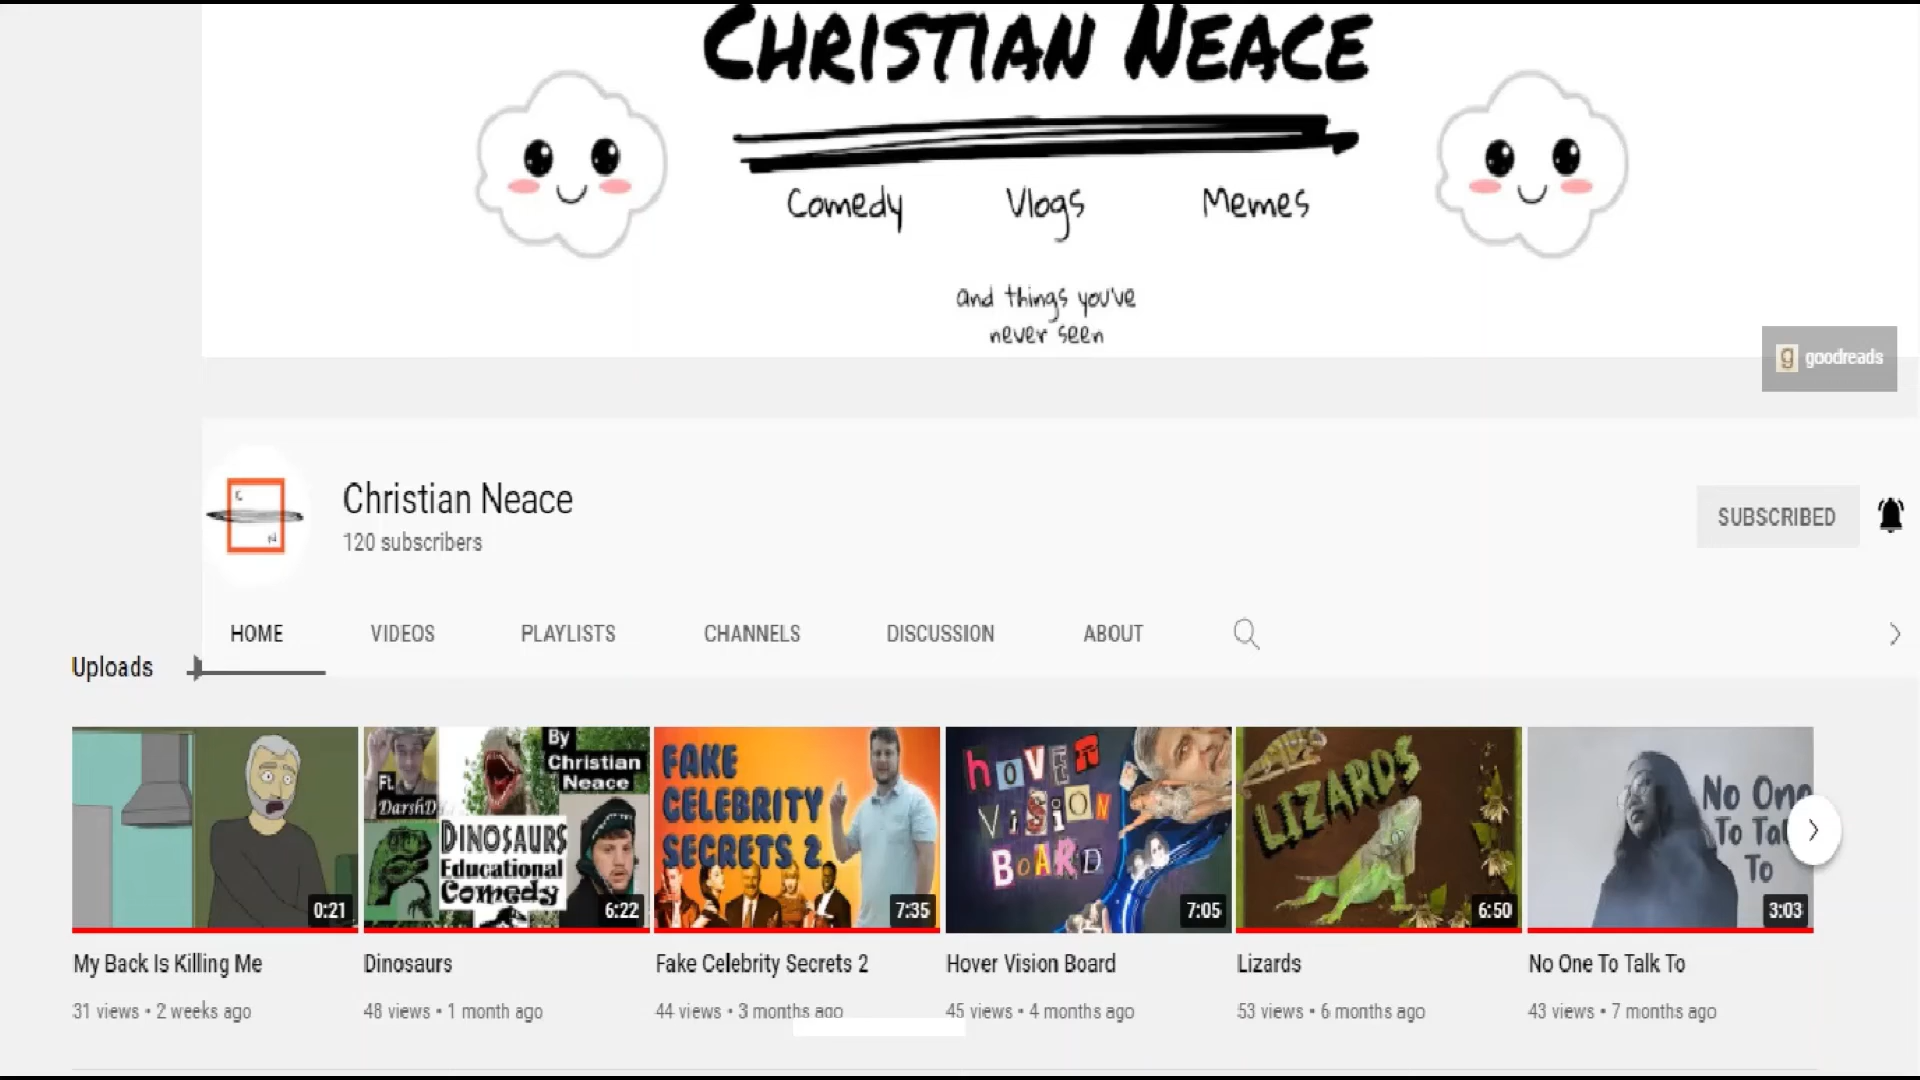 CHRISTIAN NEACE
Comedy Vlogs Memes
and things you've
never seen
g goodreads
Christian Neace
120 subscribers
SUBSCRIBED
HOME VIDEOS PLAYLISTS CHANNELS DISCUSSION ABOUT
Uploads
0:21
By
Christian
Neace
Ft.
DarshD
DINOSAURS
Educational
Comedy
6:22
FAKE
CELEBRITY
SECRETS 2
7:35
hOVER
ViSiON
BoARD
7:05
LIZARDS
6:50
No One
To Ta
To
3:03
My Back Is Killing Me
31 views • 2 weeks ago
Dinosaurs
48 views • 1 month ago
Fake Celebrity Secrets 2
44 views • 3 months ago
Hover Vision Board
45 views • 4 months ago
Lizards
53 views • 6 months ago
No One To Talk To
43 views • 7 months ago